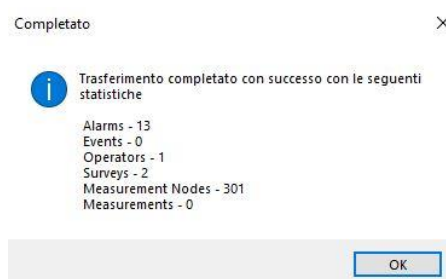 Completato
Trasferimento completato con successo con le seguenti
statistiche
Alarms - 13
Events - 0
Operators - 1
Surveys - 2
Measurement Nodes - 301
Measurements - 0
OK